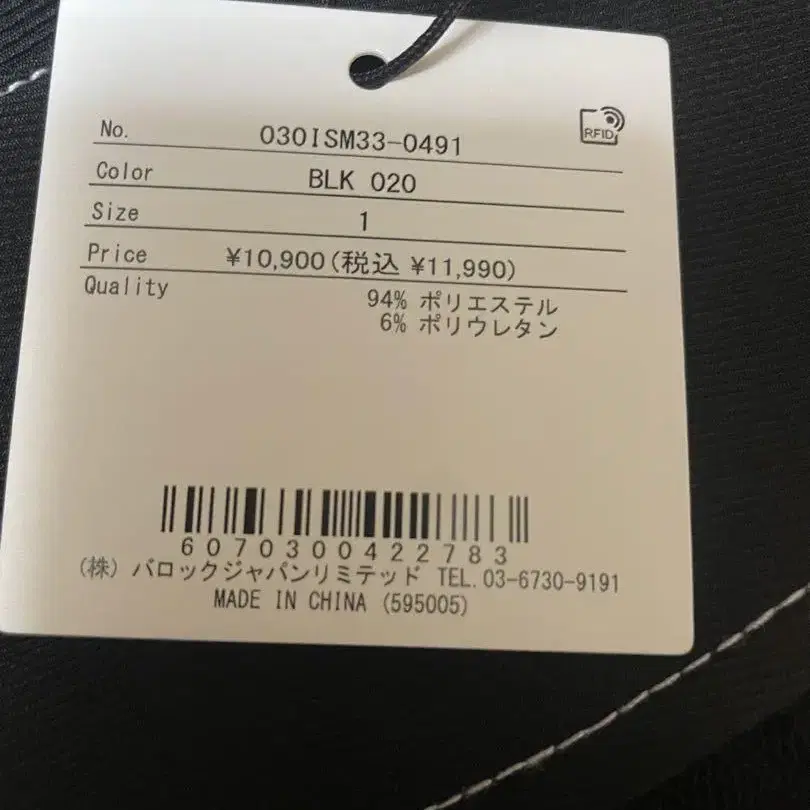 No. 030ISM33-0491
RFID
Color BLK 020
Size 1
Price ¥10,900(税込 ¥11,990)
Quality 94% ポリエステル
6% ポリウレタン
6070300422783
(株) バロックジャパンリミテッド TEL. 03-6730-9191
MADE IN CHINA (595005)